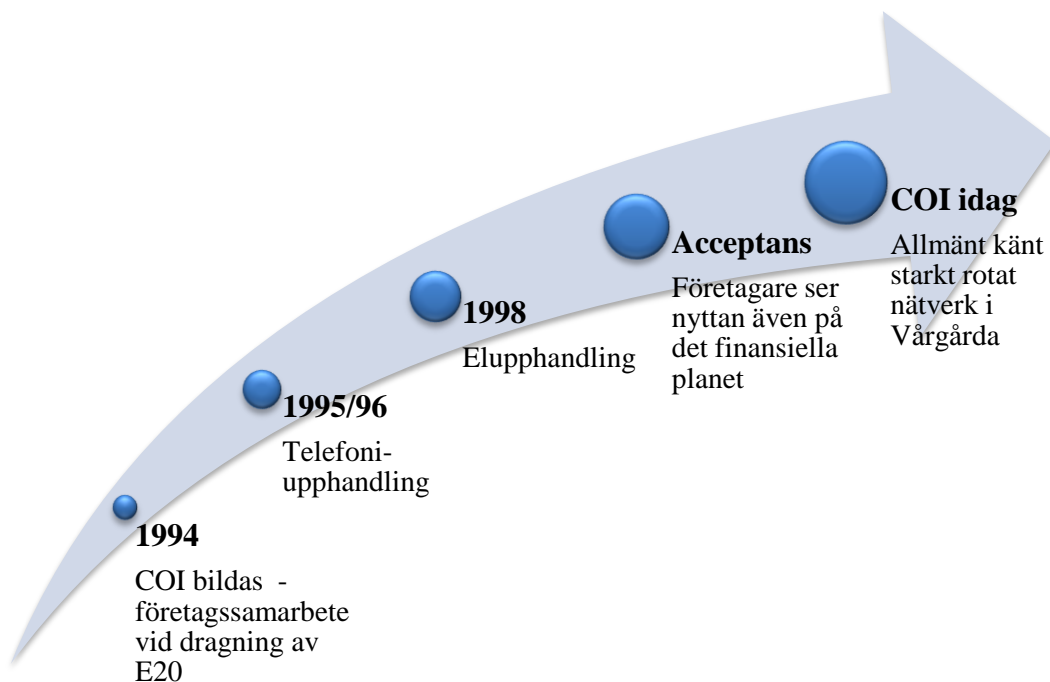 1994
COI bildas -
företagssamarbete
vid dragning av
E20
1995/96
Telefoni-
upphandling
1998
Elupphandling
Acceptans
Företagare ser
nyttan även på
det finansiella
planet
COI idag
Allmänt känt
starkt rotat
nätverk i
Vårgårda